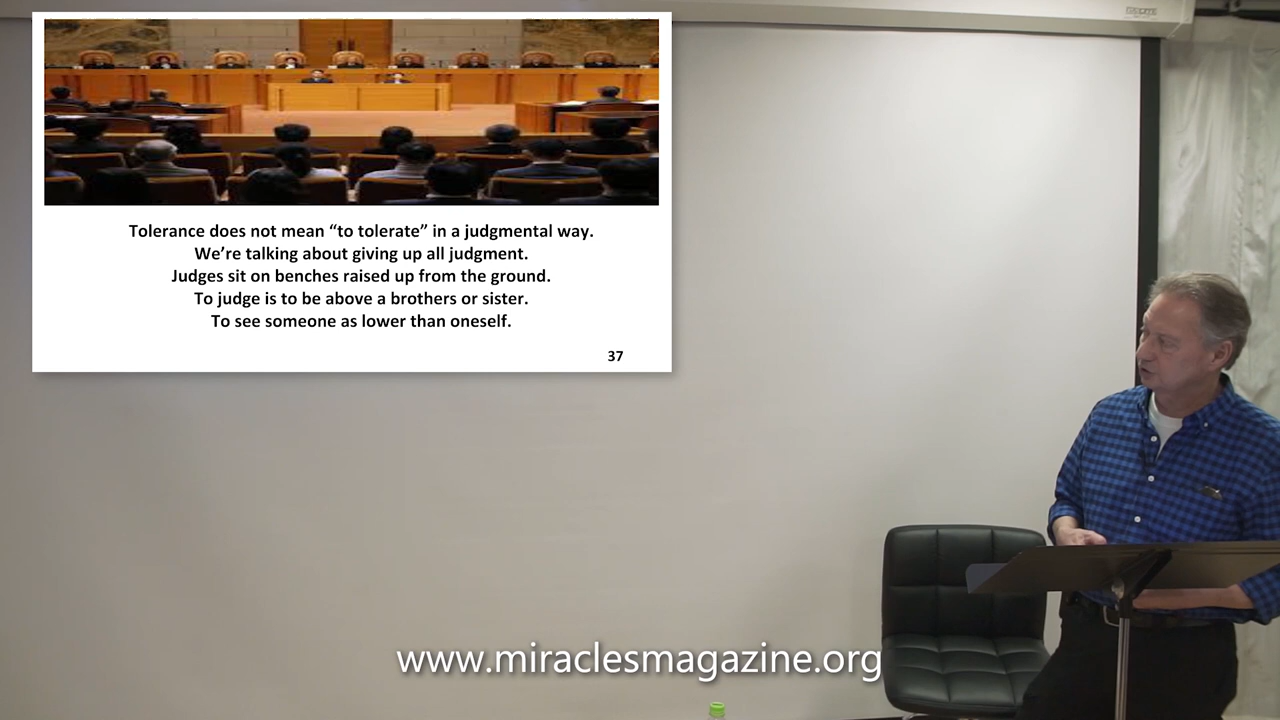 Tolerance does not mean “to tolerate” in a judgmental way.
We’re talking about giving up all judgment.
Judges sit on benches raised up from the ground.
To judge is to be above a brothers or sister.
To see someone as lower than oneself.
37
www.miraclesmagazine.org